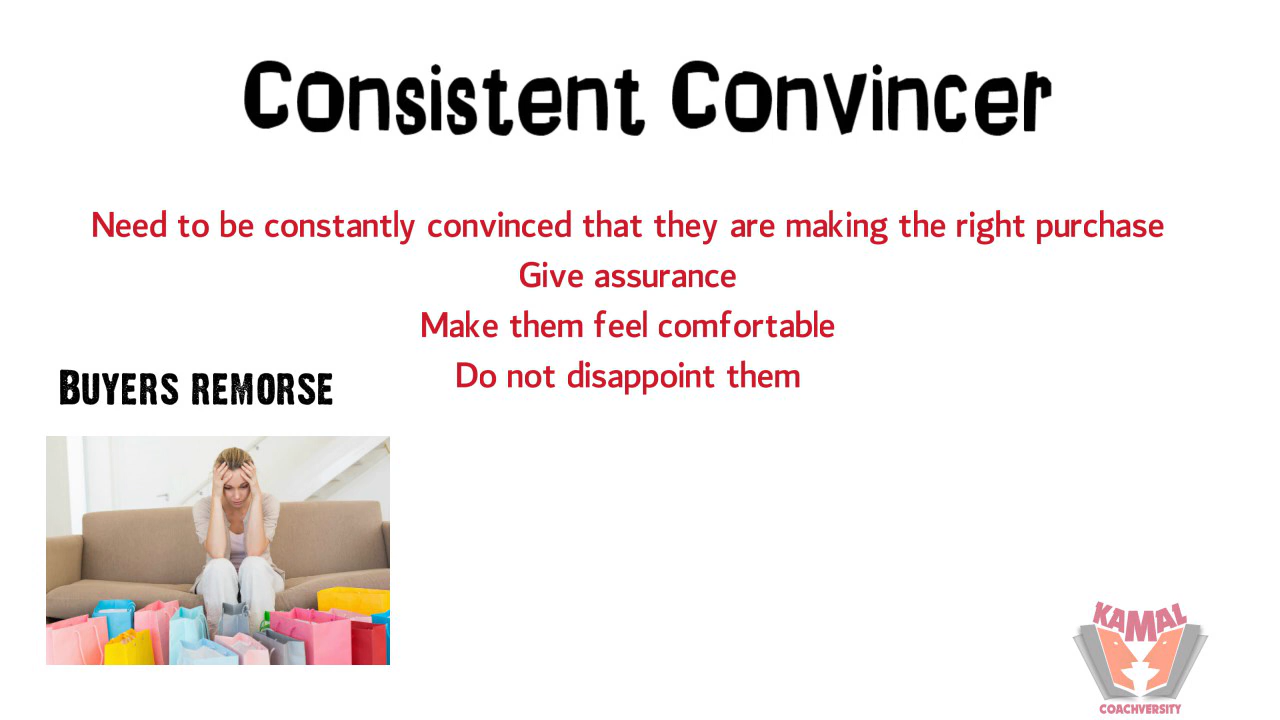 Consistent Convincer
Need to be constantly convinced that they are making the right purchase
Give assurance
Make them feel comfortable
Do not disappoint them
Buyers remorse
KAMAL
COACHVERSITY